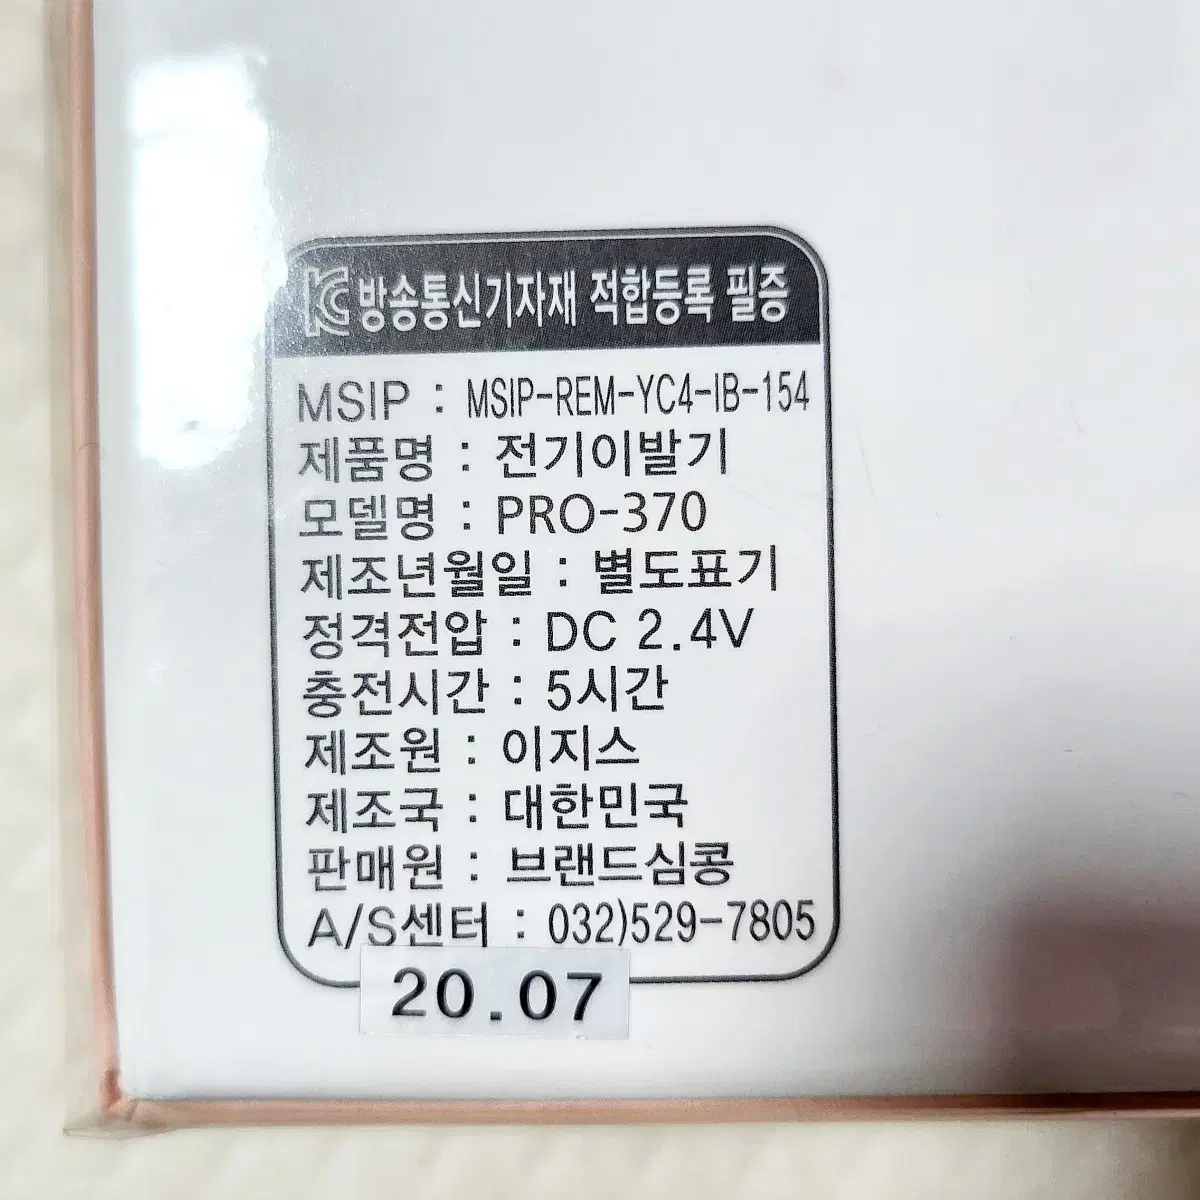 KC 방송통신기자재 적합등록 필증
MSIP : MSIP-REM-YC4-IB-154
제품명 : 전기이발기
모델명 : PRO-370
제조년월일 : 별도표기
정격전압 : DC 2.4V
충전시간 : 5시간
제조원 : 이지스
제조국 : 대한민국
판매원 : 브랜드심콩
A/S센터 : 032)529-7805
20.07